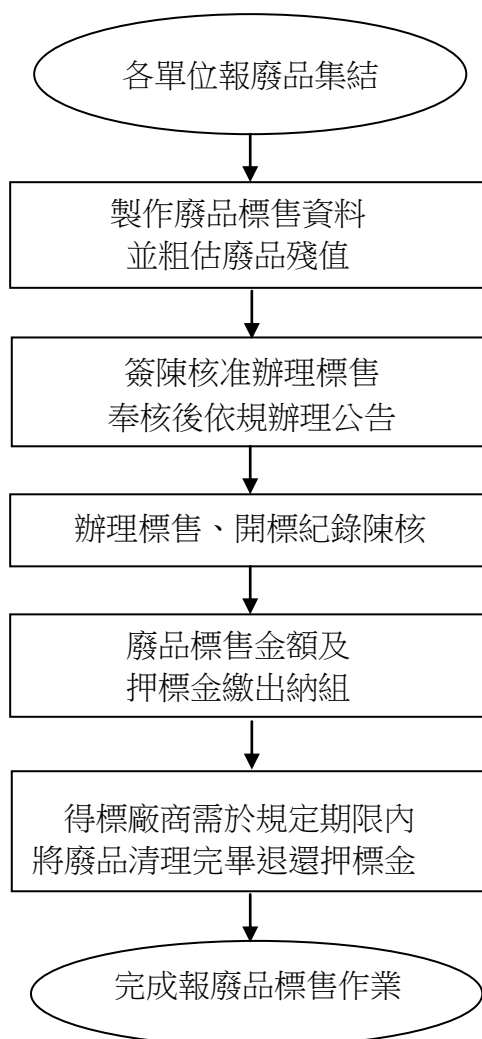 各單位報廢品集結
製作廢品標售資料
並粗估廢品殘值
簽陳核准辦理標售
奉核後依規辦理公告
辦理標售、開標紀錄陳核
廢品標售金額及
押標金繳出納組
得標廠商需於規定期限內
將廢品清理完畢退還押標金
完成報廢品標售作業